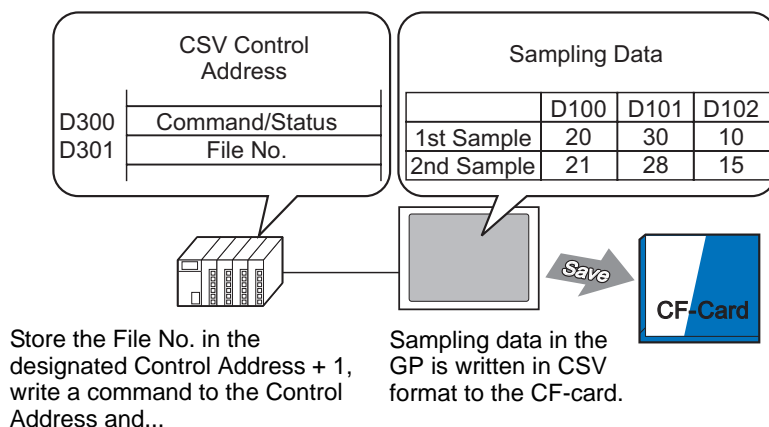 CSV Control
Address
D300 Command/Status
D301 File No.
Sampling Data
D100 D101 D102
1st Sample 20 30 10
2nd Sample 21 28 15
Save
CF-Card
Store the File No. in the
designated Control Address + 1,
write a command to the Control
Address and...
Sampling data in the
GP is written in CSV
format to the CF-card.